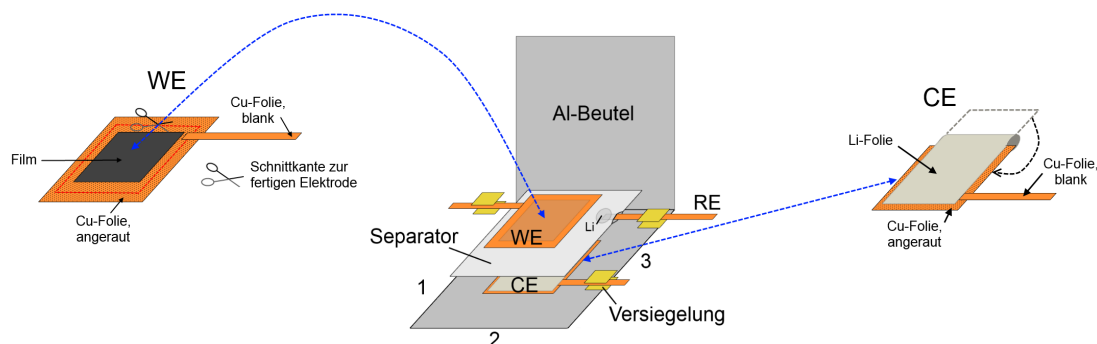 WE
Cu-Folie,
blank
Film
Schnittkante zur
fertigen Elektrode
Cu-Folie,
angeraut
Al-Beutel
RE
Li
WE
Separator
3
1
CE
Versiegelung
2
CE
Li-Folie
Cu-Folie,
blank
Cu-Folie,
angeraut